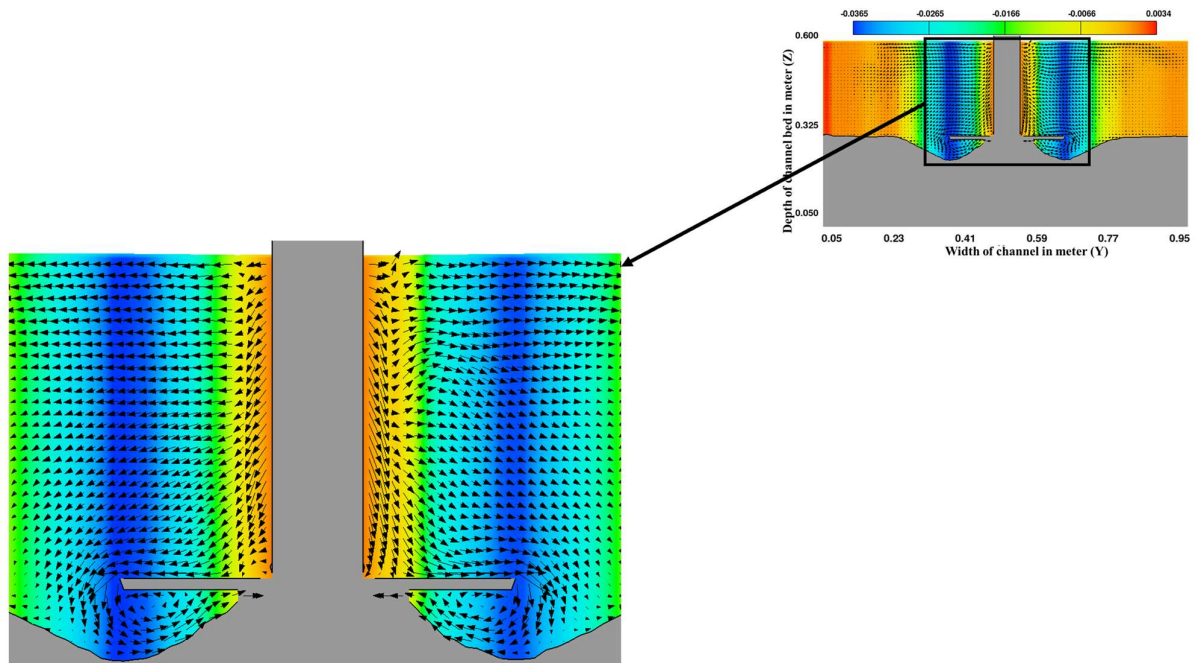 -0.0365 -0.0265 -0.0166 -0.0066 0.0034
0.600
0.325
0.050
Depth of channel bed in meter (Z)
0.05 0.23 0.41 0.59 0.77 0.95
Width of channel in meter (Y)